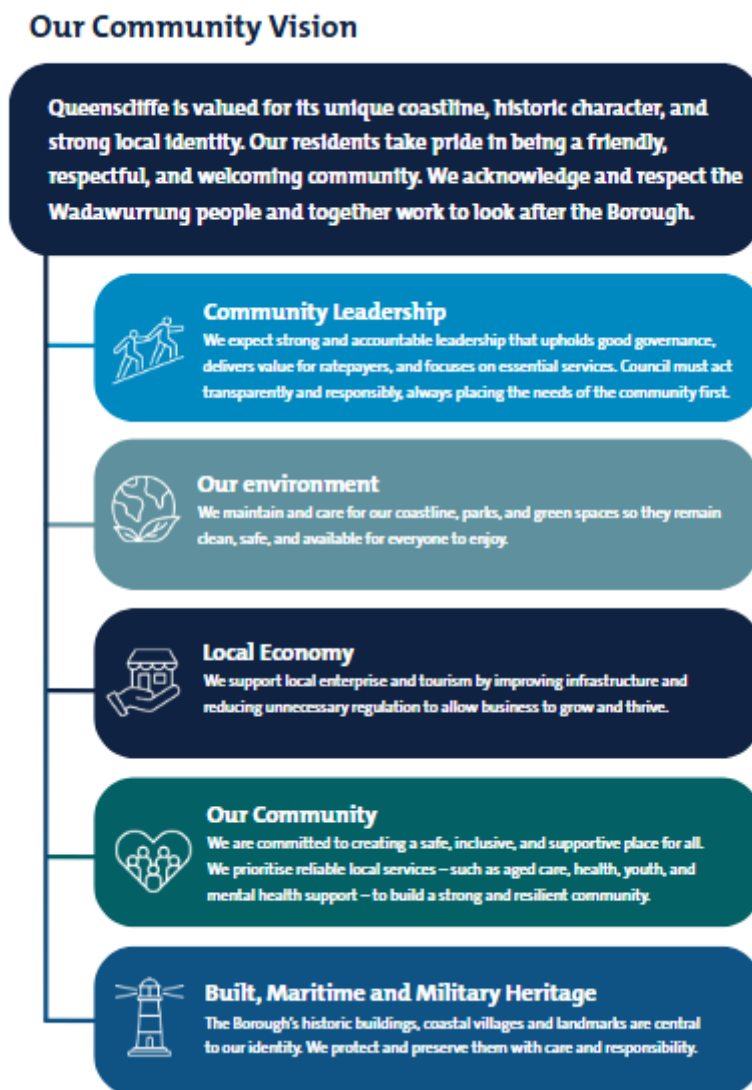 Our Community Vision
Queenscliffe is valued for its unique coastline, historic character, and
strong local identity. Our residents take pride in being a friendly,
respectful, and welcoming community. We acknowledge and respect the
Wadawurrung people and together work to look after the Borough.
Community Leadership
We expect strong and accountable leadership that upholds good governance,
delivers value for ratepayers, and focuses on essential services. Council must act
transparently and responsibly, always placing the needs of the community first.
Our environment
We maintain and care for our coastline, parks, and green spaces so they remain
clean, safe, and available for everyone to enjoy.
Local Economy
We support local enterprise and tourism by improving infrastructure and
reducing unnecessary regulation to allow business to grow and thrive.
Our Community
We are committed to creating a safe, inclusive, and supportive place for all.
We prioritise reliable local services – such as aged care, health, youth, and
mental health support – to build a strong and resilient community.
Built, Maritime and Military Heritage
The Borough's historic buildings, coastal villages and landmarks are central
to our identity. We protect and preserve them with care and responsibility.